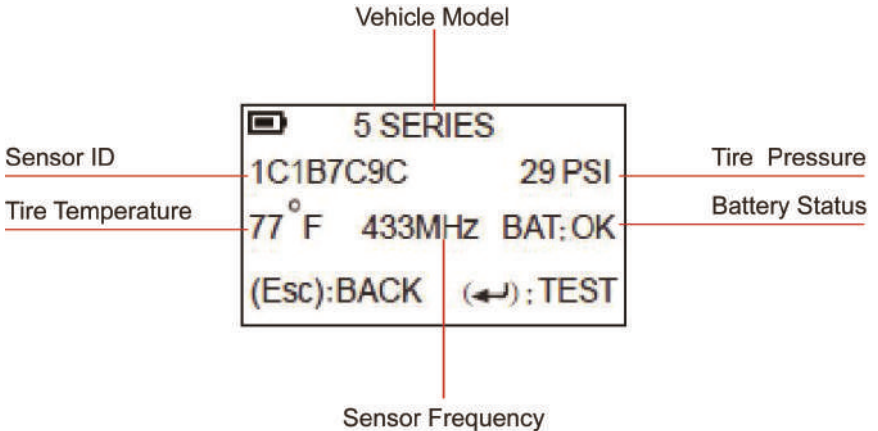 Vehicle Model
5 SERIES
Sensor ID
1C1B7C9C
29 PSI
Tire Pressure
Tire Temperature
77°F
433MHz
BAT:OK
Battery Status
(Esc):BACK
(↵):TEST
Sensor Frequency